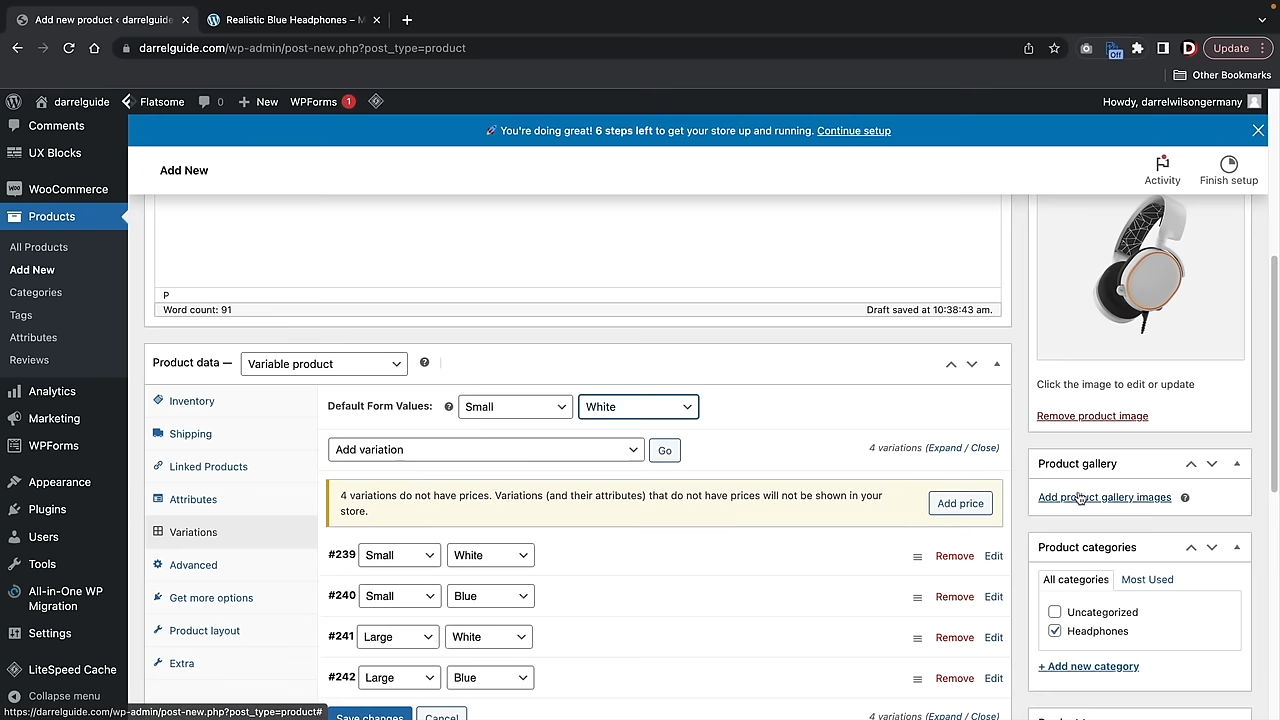 Add new product ‹ darrelguide
Realistic Blue Headphones – M
darrelguide.com/wp-admin/post-new.php?post_type=product
Off
D
Update
Other Bookmarks
darrelguide
Flatsome
0
New
WPForms
1
Howdy, darrelwilsongermany
Comments
UX Blocks
WooCommerce
Products
All Products
Add New
Categories
Tags
Attributes
Reviews
Analytics
Marketing
WPForms
Appearance
Plugins
Users
Tools
All-in-One WP
Migration
Settings
LiteSpeed Cache
Collapse menu
https://darrelguide.com/wp-admin/post-new.php?post_type=product#
🚀 You're doing great! 6 steps left to get your store up and running. Continue setup
Add New
Activity
Finish setup
P
Word count: 91
Draft saved at 10:38:43 am.
Product data —
Variable product
Inventory
Shipping
Linked Products
Attributes
Variations
Advanced
Get more options
Product layout
Extra
Default Form Values:
Small
White
Add variation
Go
4 variations (Expand / Close)
4 variations do not have prices. Variations (and their attributes) that do not have prices will not be shown in your
store.
Add price
#239 Small White Remove Edit
#240 Small Blue Remove Edit
#241 Large White Remove Edit
#242 Large Blue Remove Edit
Save changes
Cancel
4 variations (Expand / Close)
Click the image to edit or update
Remove product image
Product gallery
Add product gallery images
Product categories
All categories
Most Used
Uncategorized
Headphones
+ Add new category